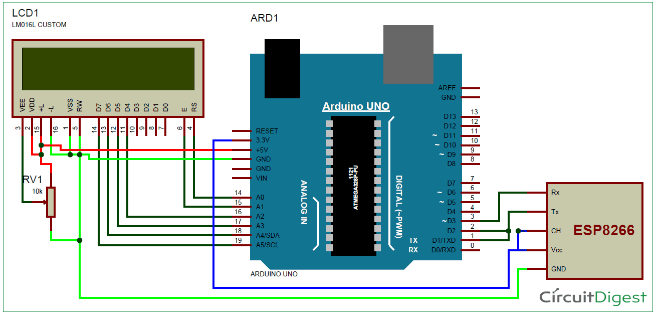 LCD1
LM016L CUSTOM
VEE VDD +L -L VSS RW D7 D6 D5 D4 D3 D2 D1 D0 E RS
3 2 15 16 1 5 14 13 12 11 10 9 8 7 6 4
RV1
10k
ARD1
Arduino UNO
RESET
3.3V
+5V
GND
GND
VIN
14 A0
15 A1
16 A2
17 A3
18 A4/SDA
19 A5/SCL
ANALOG IN
1121
ATMEGA328P-PU
DIGITAL (~PWM)
AREF
GND
D13 13
D12 12
~ D11 11
~ D10 10
~ D9 9
D8 8
D7 7
~ D6 6
~ D5 5
D4 4
~ D3 3
D2 2
TX D1/TXD 1
RX D0/RXD 0
ARDUINO UNO
Rx
Tx
CH
Vcc
GND
ESP8266
CircuitDigest